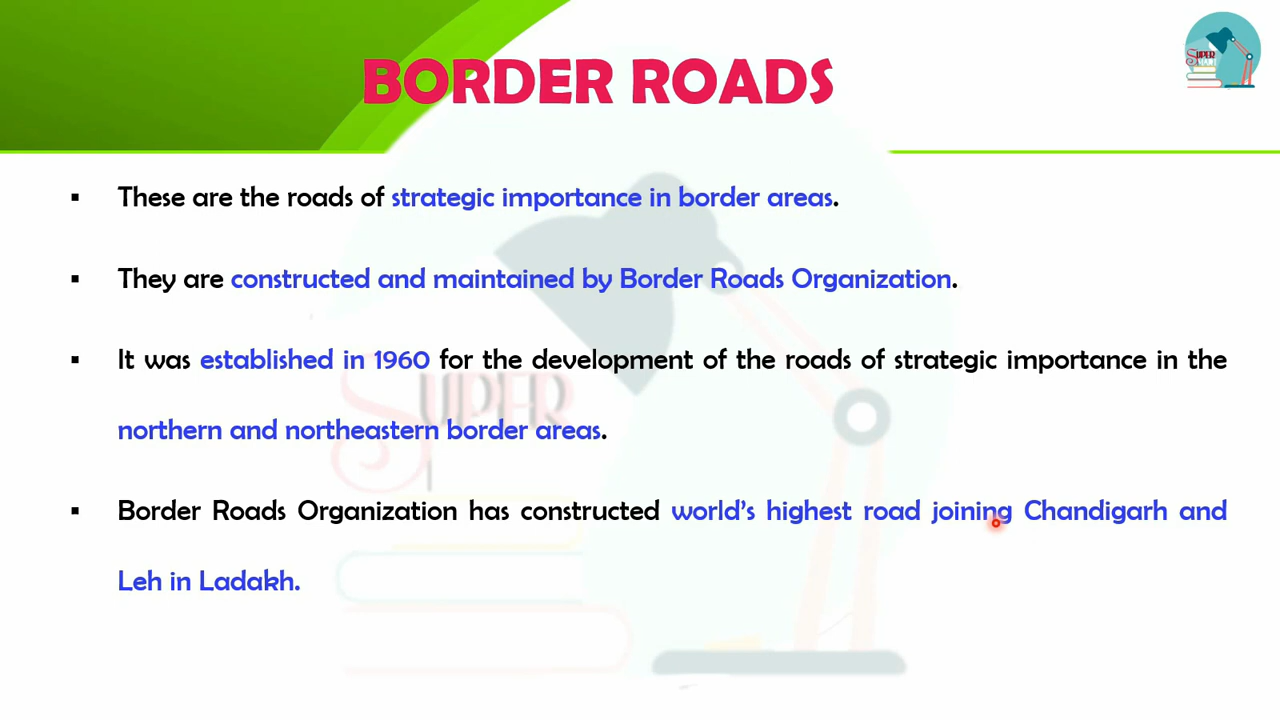 SUPER
BORDER ROADS
▪ These are the roads of strategic importance in border areas.
▪ They are constructed and maintained by Border Roads Organization.
▪ It was established in 1960 for the development of the roads of strategic importance in the
northern and northeastern border areas.
▪ Border Roads Organization has constructed world's highest road joining Chandigarh and
Leh in Ladakh.
SUPER